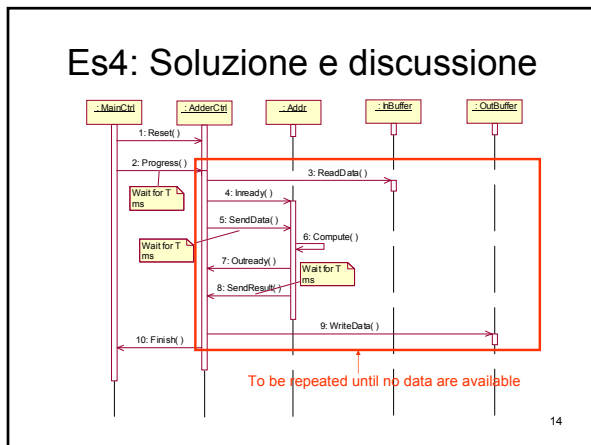 Es4: Soluzione e discussione
: MainCtrl
: AdderCtrl
: Addr
: InBuffer
: OutBuffer
1: Reset( )
2: Progress( )
3: ReadData( )
Wait for T
ms
4: Inready( )
5: SendData( )
6: Compute( )
Wait for T
ms
7: Outready( )
Wait for T
ms
8: SendResult( )
9: WriteData( )
10: Finish( )
To be repeated until no data are available
14